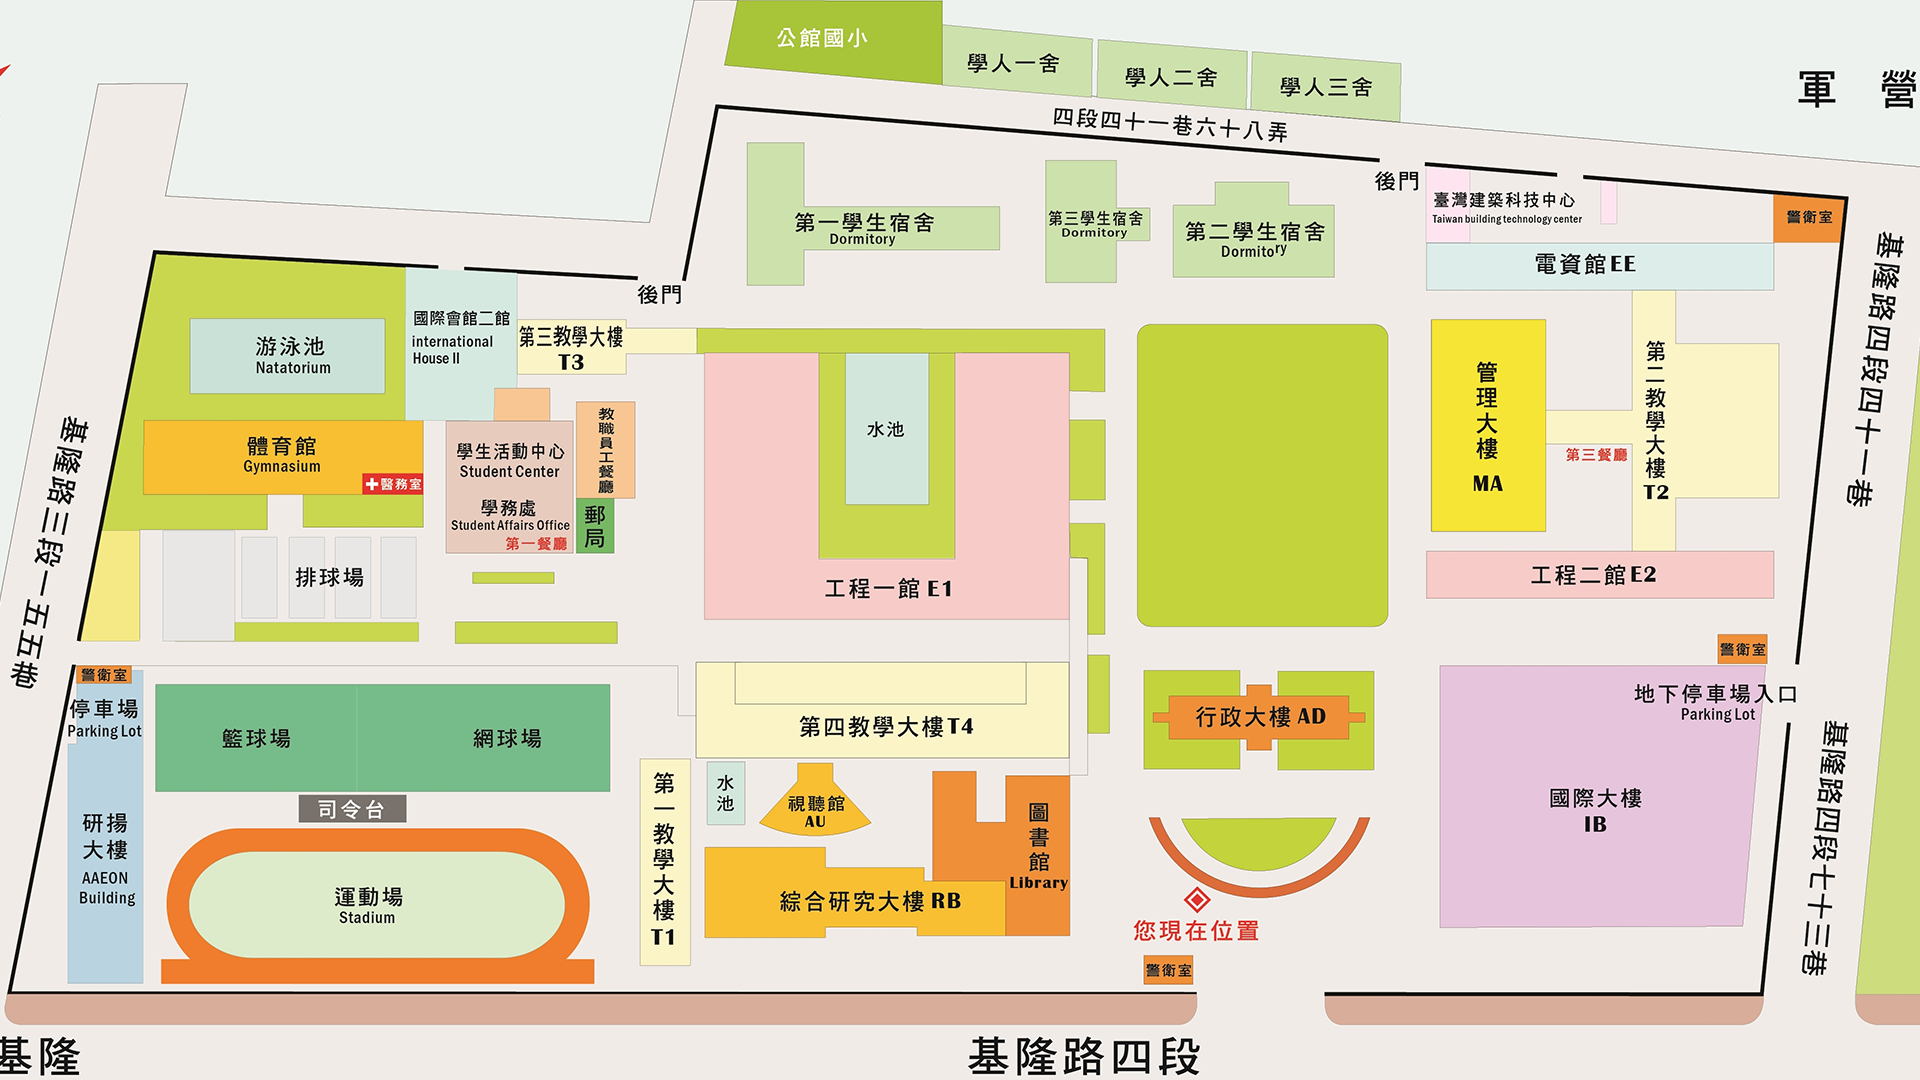 公館國小
學人一舍
學人二舍
學人三舍
軍 營
四段四十一巷六十八弄
後門
臺灣建築科技中心
Taiwan building technology center
警衛室
第一學生宿舍
Dormitory
第三學生宿舍
Dormitory
第二學生宿舍
Dormitory
電資館 EE
基隆路四段四十一巷
後門
國際會館二館
international
House II
第三教學大樓
T3
游泳池
Natatorium
體育館
Gymnasium
醫務室
學生活動中心
Student Center
學務處
Student Affairs Office
第一餐廳
教職員工餐廳
郵局
水池
工程一館 E1
管理大樓
MA
第二教學大樓
T2
第三餐廳
工程二館 E2
基隆路三段一五五巷
排球場
警衛室
停車場
Parking Lot
籃球場
網球場
司令台
研揚
大樓
AAEON
Building
運動場
Stadium
第四教學大樓 T4
第一教學大樓
T1
水池
視聽館
AU
圖書館
Library
綜合研究大樓 RB
行政大樓 AD
警衛室
地下停車場入口
Parking Lot
國際大樓
IB
基隆路四段七十三巷
您現在位置
警衛室
基隆
基隆路四段